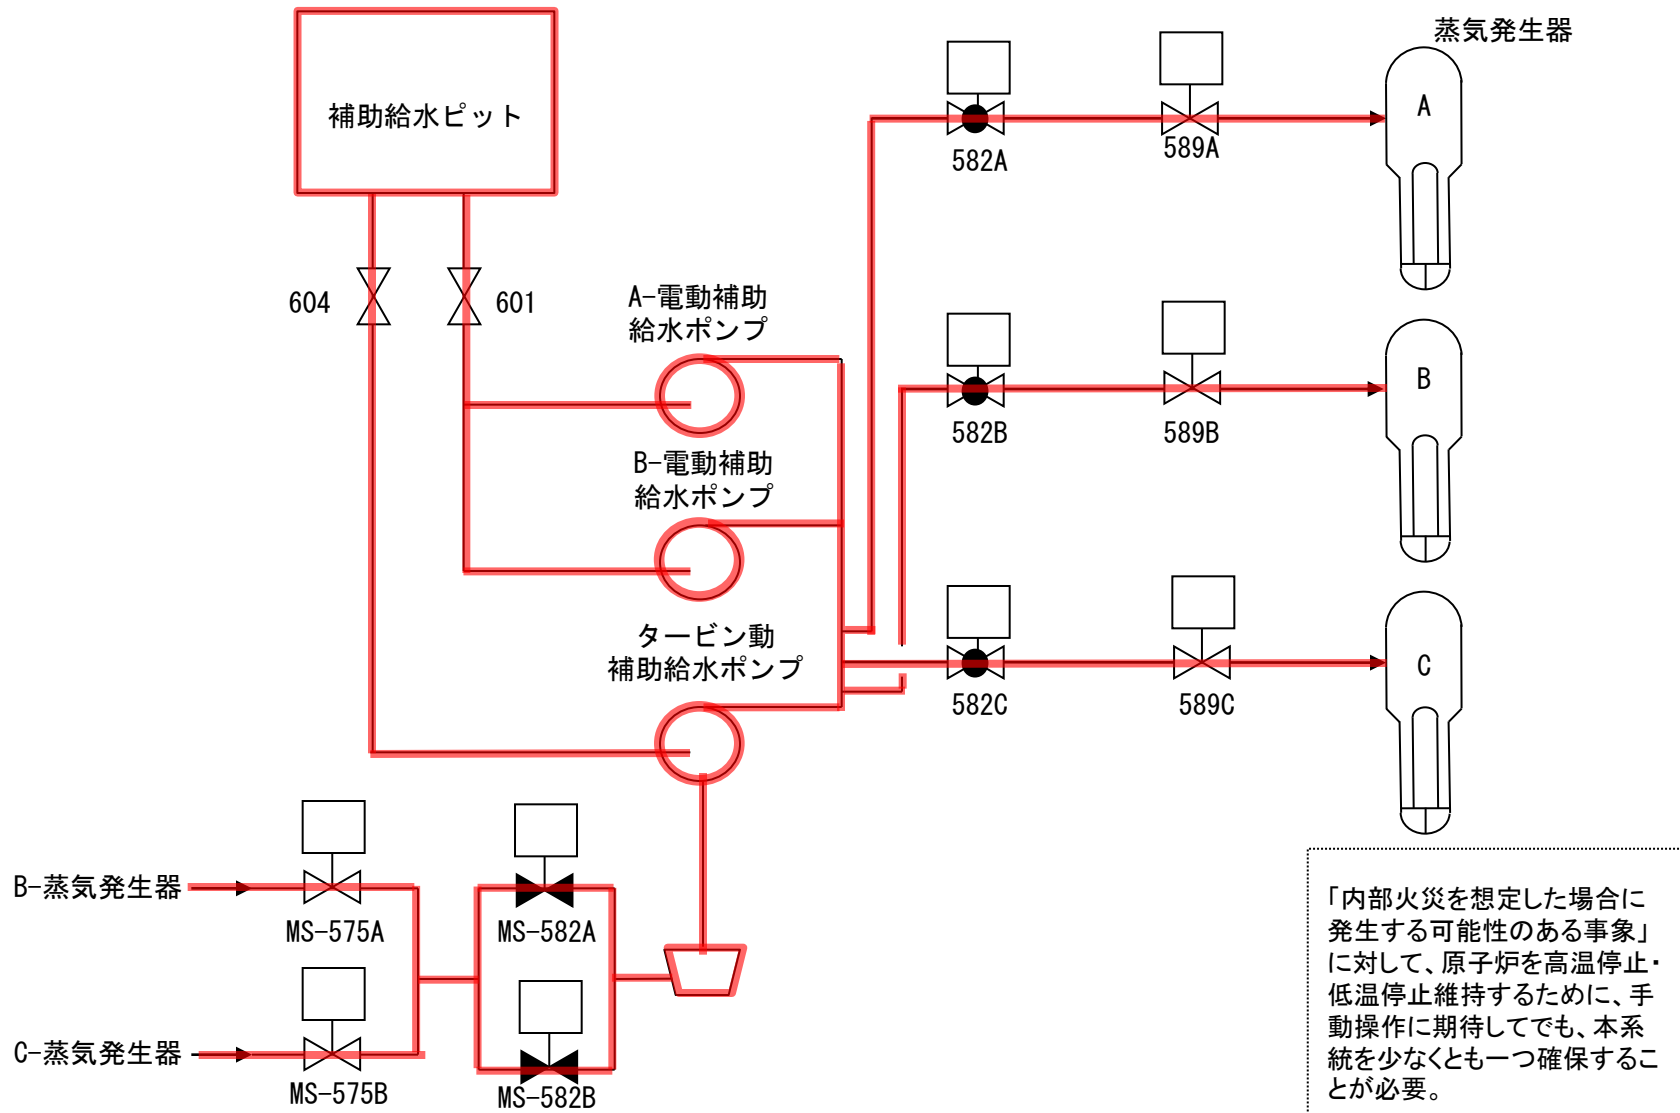 蒸気発生器
補助給水ピット
A
582A
589A
604
601
A-電動補助
給水ポンプ
B
582B
589B
B-電動補助
給水ポンプ
タービン動
補助給水ポンプ
C
582C
589C
B-蒸気発生器
MS-575A
MS-582A
C-蒸気発生器
MS-575B
MS-582B
「内部火災を想定した場合に
発生する可能性のある事象」
に対して、原子炉を高温停止・
低温停止維持するために、手
動操作に期待してでも、本系
統を少なくとも一つ確保するこ
とが必要。